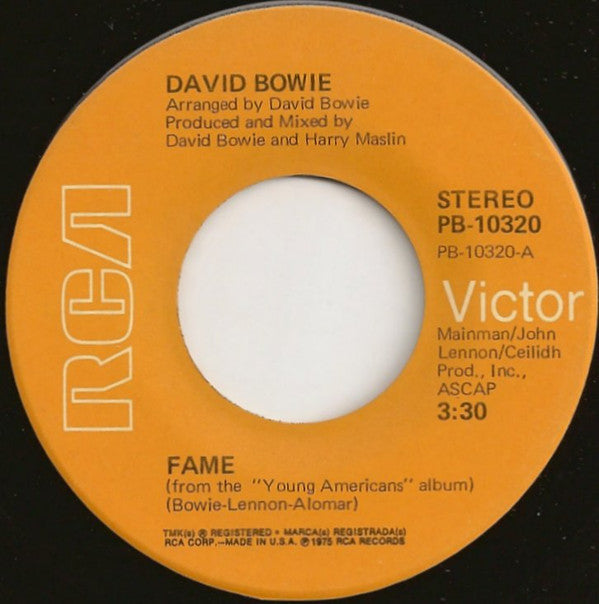 DAVID BOWIE
Arranged by David Bowie
Produced and Mixed by
David Bowie and Harry Maslin
RCA
STEREO
PB-10320
PB-10320-A
Victor
Mainman/John
Lennon/Ceilidh
Prod., Inc.,
ASCAP
3:30
FAME
(from the "Young Americans" album)
(Bowie-Lennon-Alomar)
TMK(s) ® REGISTERED • MARCA(s) REGISTRADA(s)
RCA CORP.—MADE IN U.S.A. ℗ 1975 RCA RECORDS